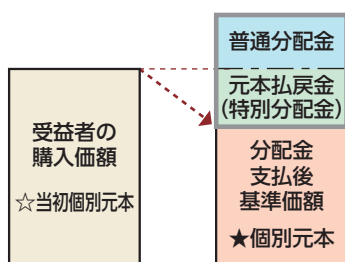 普通分配金
元本払戻金
(特別分配金)
受益者の
購入価額
☆当初個別元本
分配金
支払後
基準価額
★個別元本